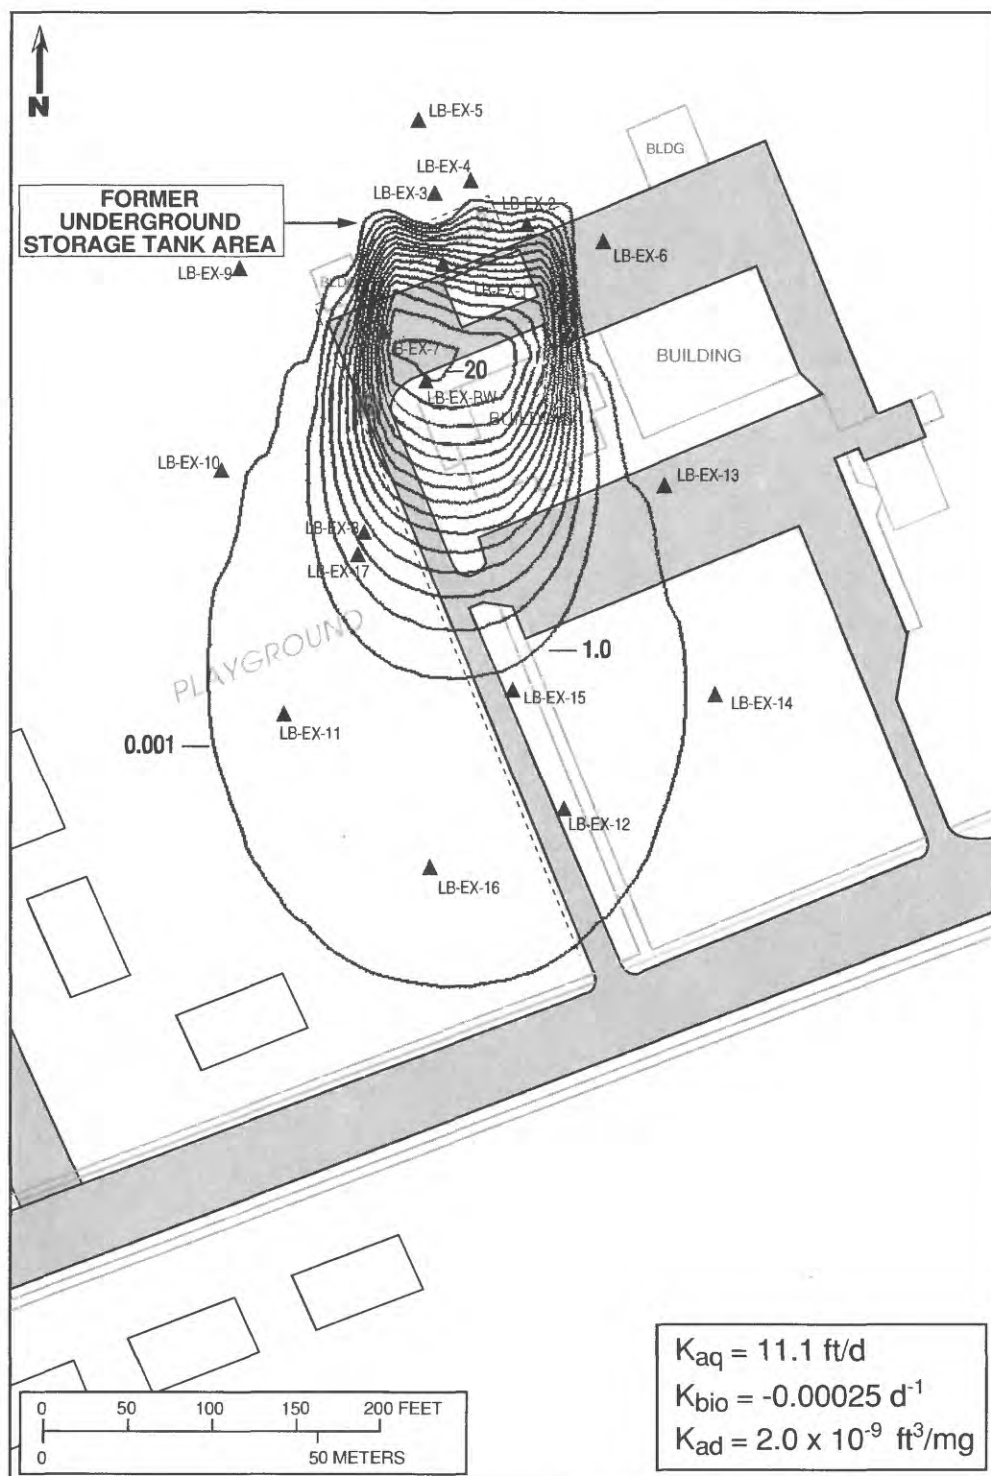 N
LB-EX-5
LB-EX-4
LB-EX-3
LB-EX-2
BLDG
FORMER
UNDERGROUND
STORAGE TANK AREA
LB-EX-6
LB-EX-9
BLDG
LB-EX-1
LB-EX-7
20
BUILDING
LB-EX-BW
BUILDING
LB-EX-10
LB-EX-13
LB-EX-8
LB-EX-17
PLAYGROUND
1.0
LB-EX-15
LB-EX-14
LB-EX-11
0.001
LB-EX-12
LB-EX-16
Kaq = 11.1 ft/d
Kbio = -0.00025 d-1
Kad = 2.0 x 10-9 ft3/mg
0 50 100 150 200 FEET
0 50 METERS